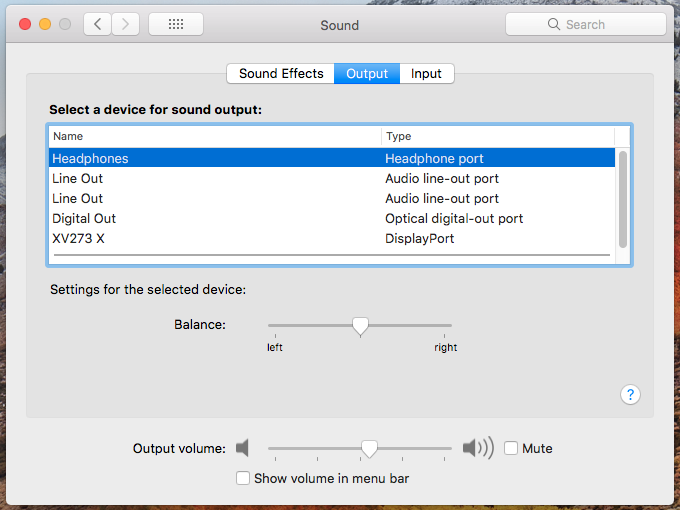 Sound
Search
Sound Effects Output Input
Select a device for sound output:
Name Type
Headphones Headphone port
Line Out Audio line-out port
Line Out Audio line-out port
Digital Out Optical digital-out port
XV273 X DisplayPort
Settings for the selected device:
Balance:
left right
?
Output volume: Mute
Show volume in menu bar